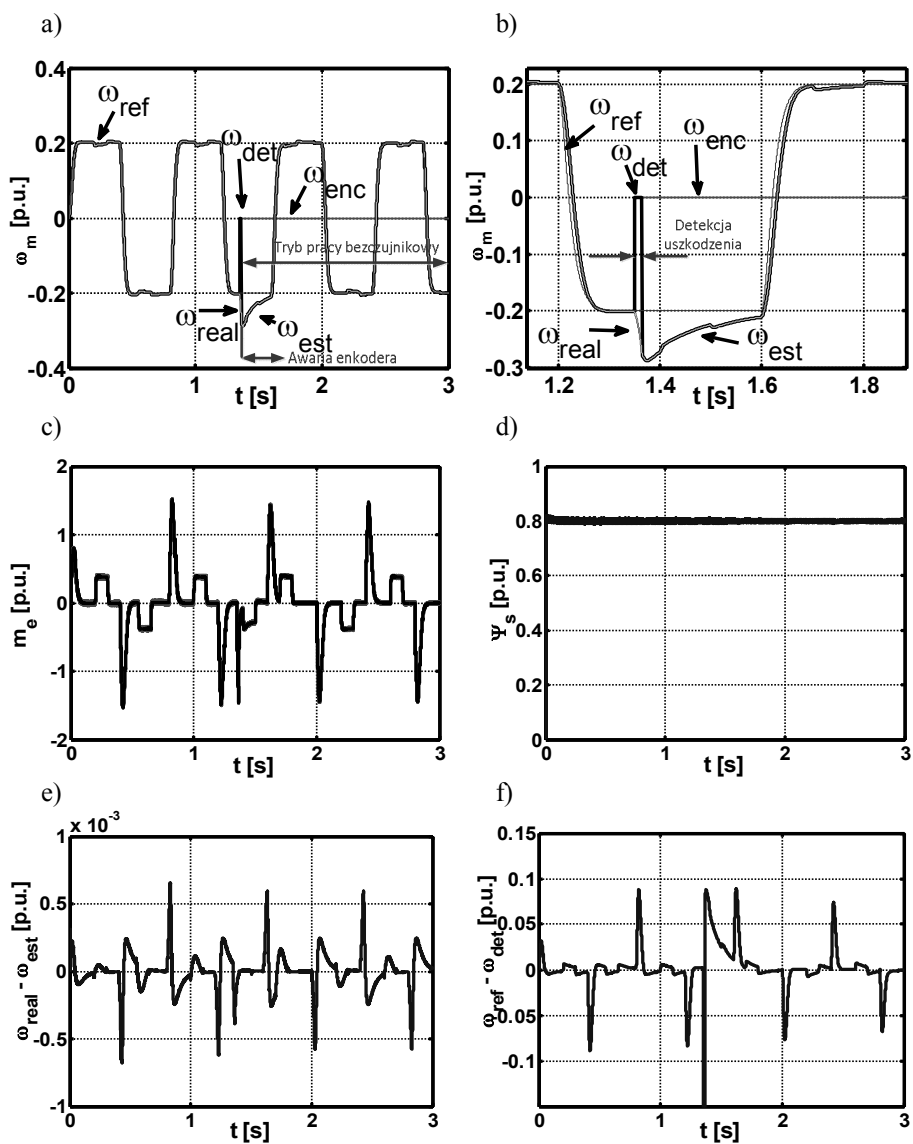 a)
0.4
0.2
0
-0.2
-0.4
ω_m [p.u.]
ω_ref
ω_det
ω_enc
Tryb pracy bezczujnikowy
ω_real
ω_est
Awaria enkodera
0 1 2 3
t [s]
b)
0.2
0.1
0
-0.1
-0.2
-0.3
ω_m [p.u.]
ω_ref
ω_enc
ω_det
Detekcja
uszkodzenia
ω_real
ω_est
1.2 1.4 1.6 1.8
t [s]
c)
2
1
0
-1
-2
m_e [p.u.]
0 1 2 3
t [s]
d)
1
0.8
0.6
0.4
0.2
0
Ψ_s [p.u.]
0 1 2 3
t [s]
e)
x 10^-3
1
0.5
0
-0.5
-1
ω_real - ω_est [p.u.]
0 1 2 3
t [s]
f)
0.15
0.1
0.05
0
-0.05
-0.1
ω_ref - ω_det [p.u.]
0 1 2 3
t [s]